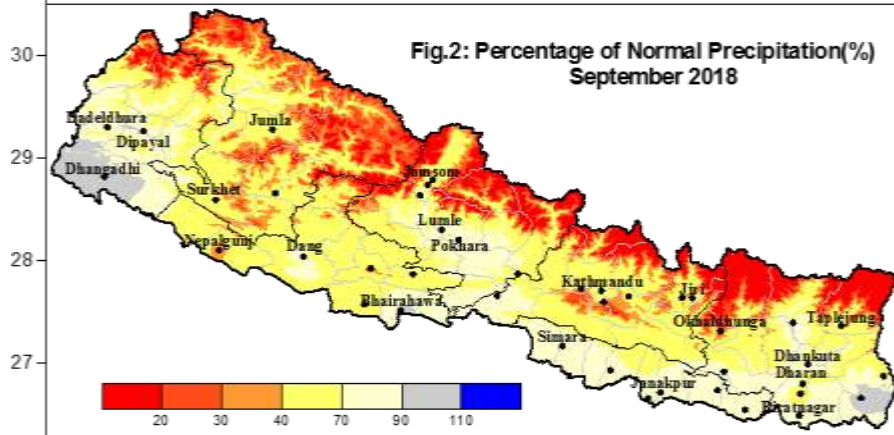 30
Fig.2: Percentage of Normal Precipitation(%)
September 2018
Dadeldhura
Dipayal
Jumla
29
Dhangadhi
Surkhet
Jomsom
Lumle
Nepalgunj
Dang
Pokhara
28
Kathmandu
Jiri
Bhairahawa
Okhaldhunga
Taplejung
Simara
27
Dhankuta
Dharan
Janakpur
Biratnagar
20 30 40 70 90 110